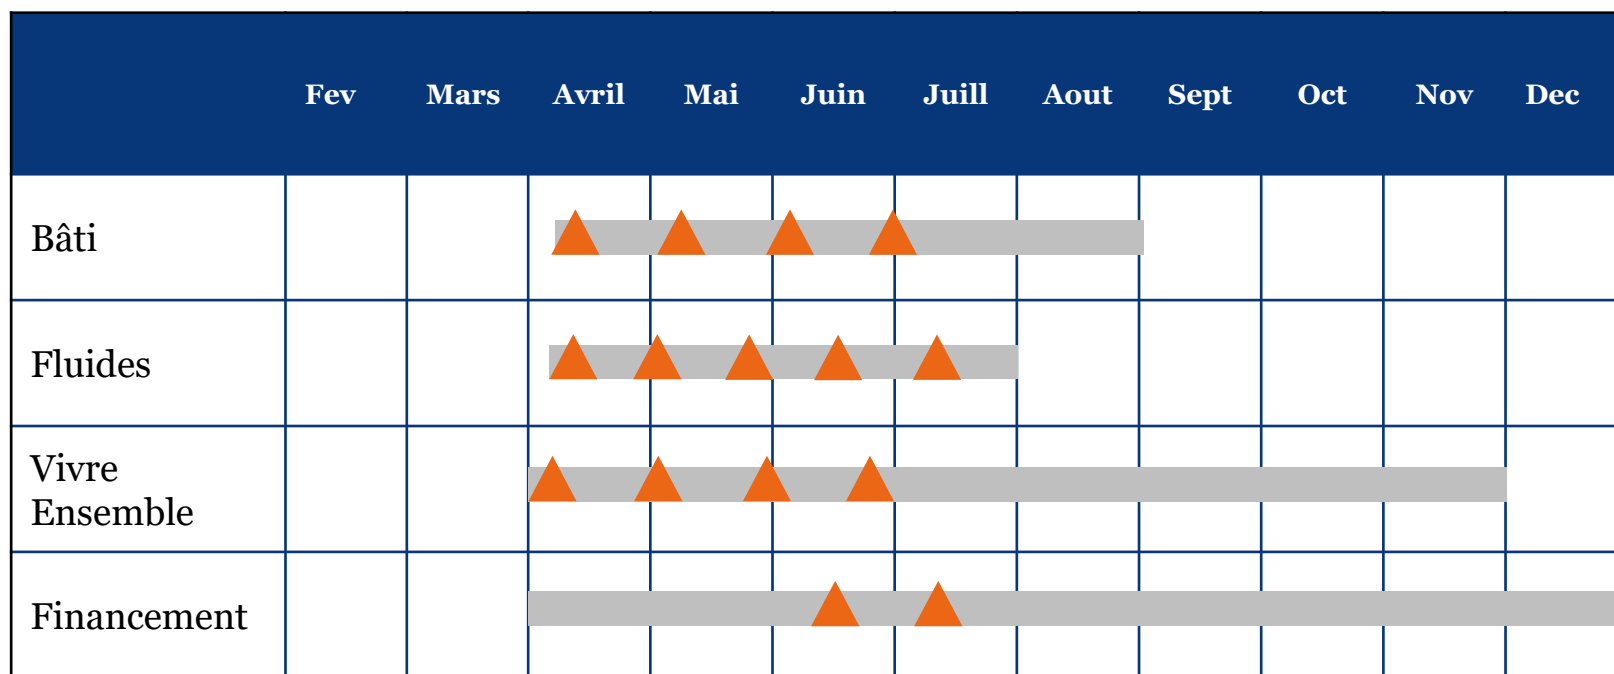 Fev Mars Avril Mai Juin Juill Aout Sept Oct Nov Dec
Bâti
Fluides
Vivre
Ensemble
Financement